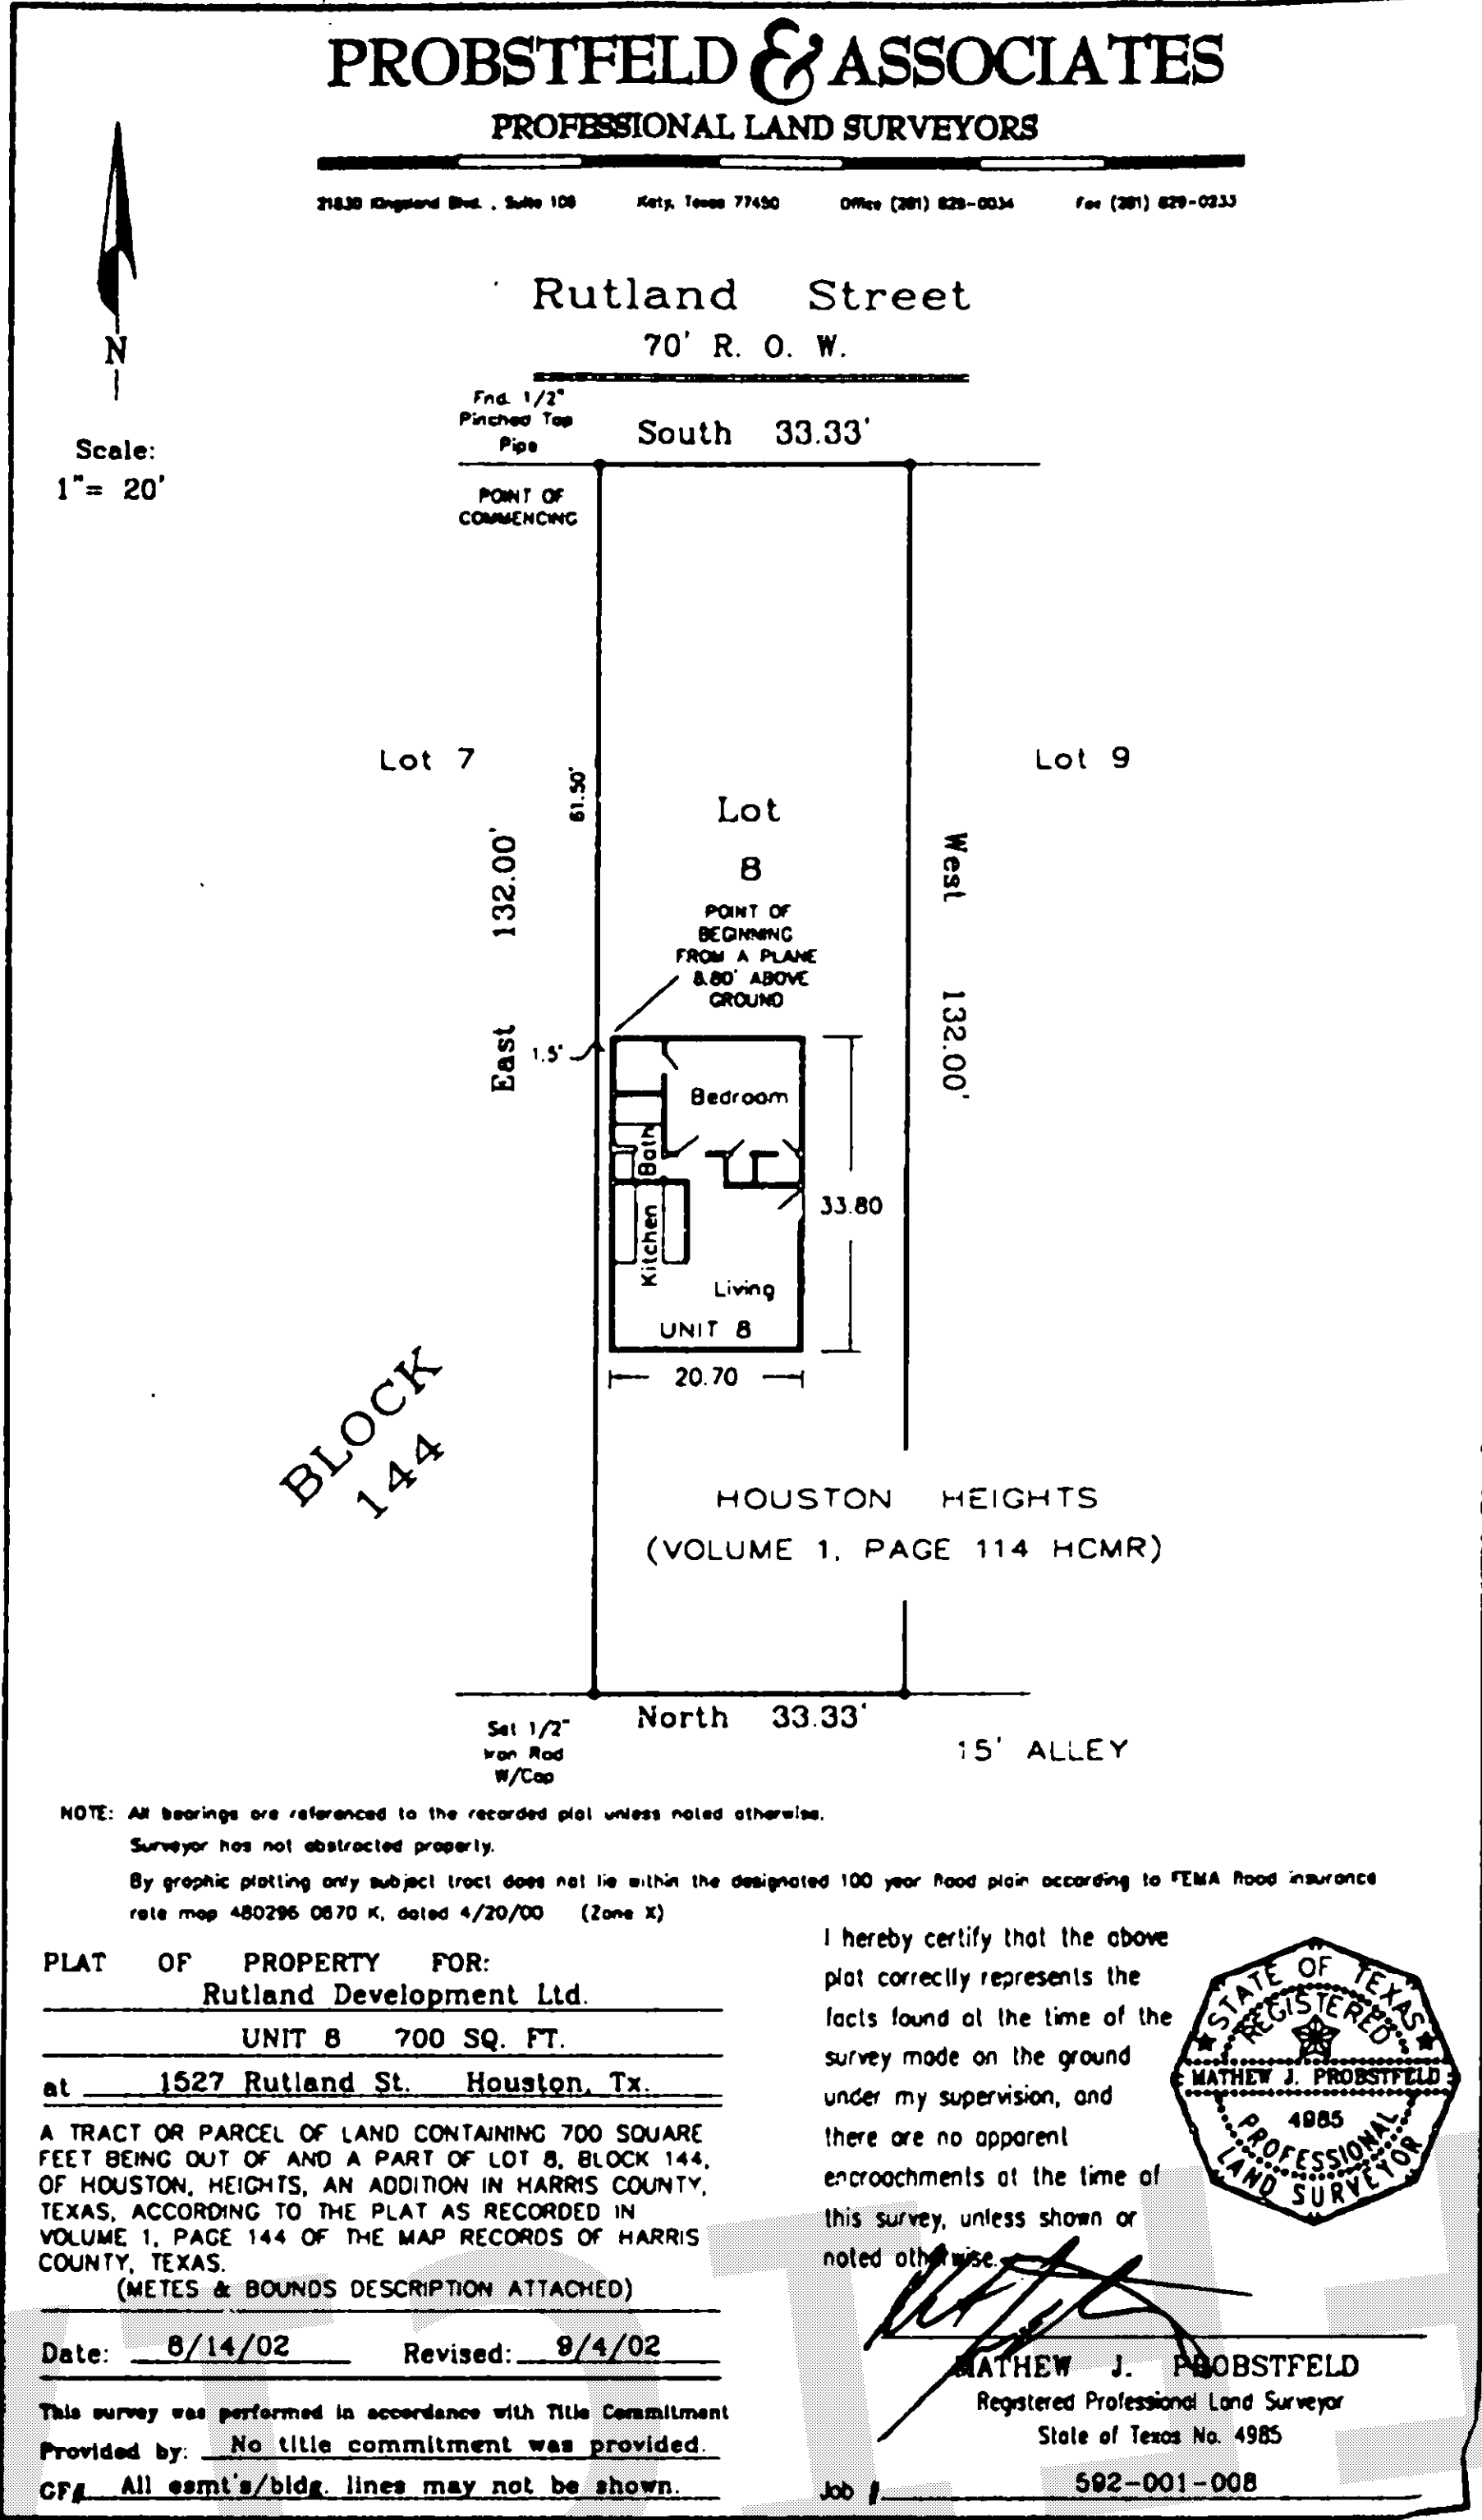 PROBSTFELD & ASSOCIATES
PROFESSIONAL LAND SURVEYORS
21830 Kingsland Blvd. , Suite 108 Katy, Texas 77450 Office (281) 829-0034 Fax (281) 829-0233
Rutland Street
70' R. O. W.
N
Scale:
1"= 20'
Fnd. 1/2"
Pinched Top
Pipe
South 33.33'
POINT OF
COMMENCING
Lot 7
Lot 9
61.50'
Lot
8
East 132.00'
West 132.00'
POINT OF
BEGINNING
FROM A PLANE
8.80' ABOVE
GROUND
1.5'
Bedroom
Bath
33.80
Kitchen
Living
UNIT 8
20.70
BLOCK
144
HOUSTON HEIGHTS
(VOLUME 1, PAGE 114 HCMR)
North 33.33'
Set 1/2"
Iron Rod
W/Cap
15' ALLEY
NOTE: All bearings are referenced to the recorded plat unless noted otherwise.
Surveyor has not abstracted property.
By graphic plotting only subject tract does not lie within the designated 100 year flood plain according to FEMA flood insurance
rate map 480296 0670 K, dated 4/20/00 (Zone X)
PLAT OF PROPERTY FOR:
Rutland Development Ltd.
UNIT 8 700 SQ. FT.
at 1527 Rutland St. Houston, Tx.
A TRACT OR PARCEL OF LAND CONTAINING 700 SQUARE
FEET BEING OUT OF AND A PART OF LOT 8, BLOCK 144,
OF HOUSTON, HEIGHTS, AN ADDITION IN HARRIS COUNTY,
TEXAS, ACCORDING TO THE PLAT AS RECORDED IN
VOLUME 1, PAGE 144 OF THE MAP RECORDS OF HARRIS
COUNTY, TEXAS.
(METES & BOUNDS DESCRIPTION ATTACHED)
Date: 8/14/02 Revised: 9/4/02
This survey was performed in accordance with Title Commitment
Provided by: No title commitment was provided.
GF# All esmt's/bldg. lines may not be shown.
I hereby certify that the above
plat correctly represents the
facts found at the time of the
survey made on the ground
under my supervision, and
there are no apparent
encroachments at the time of
this survey, unless shown or
noted otherwise.
STATE OF TEXAS
REGISTERED
MATHEW J. PROBSTFELD
4985
PROFESSIONAL
LAND SURVEYOR
MATHEW J. PROBSTFELD
Registered Professional Land Surveyor
State of Texas No. 4985
Job # 592-001-008